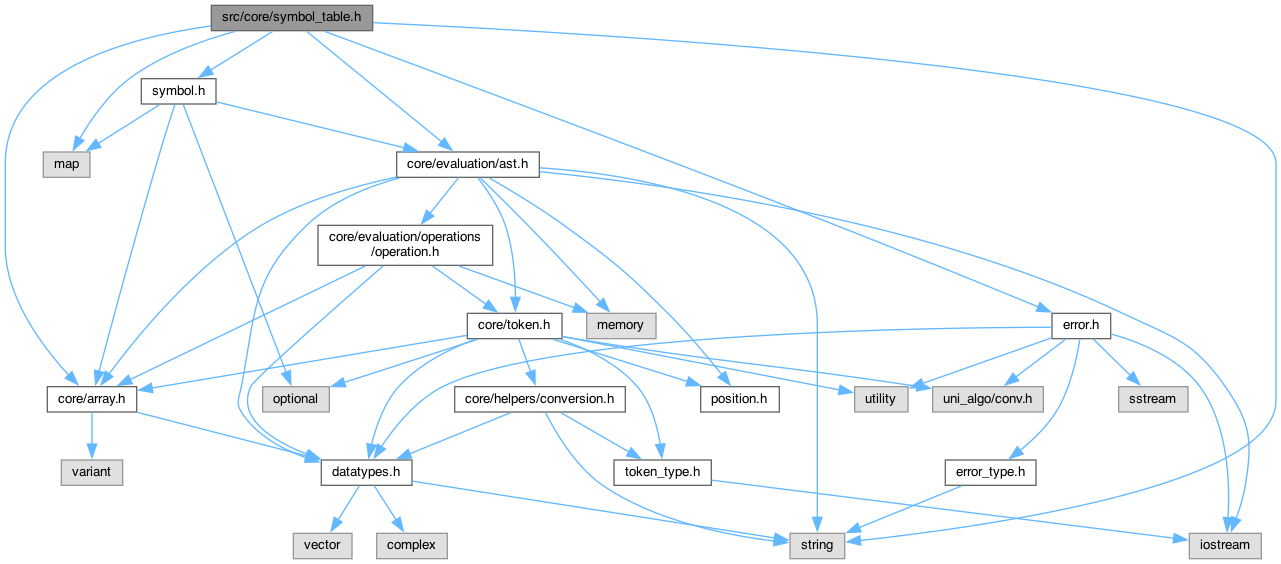 src/core/symbol_table.h
symbol.h
map
core/evaluation/ast.h
core/evaluation/operations
/operation.h
core/token.h
memory
error.h
core/array.h
optional
core/helpers/conversion.h
position.h
utility
uni_algo/conv.h
sstream
variant
datatypes.h
token_type.h
error_type.h
vector
complex
string
iostream